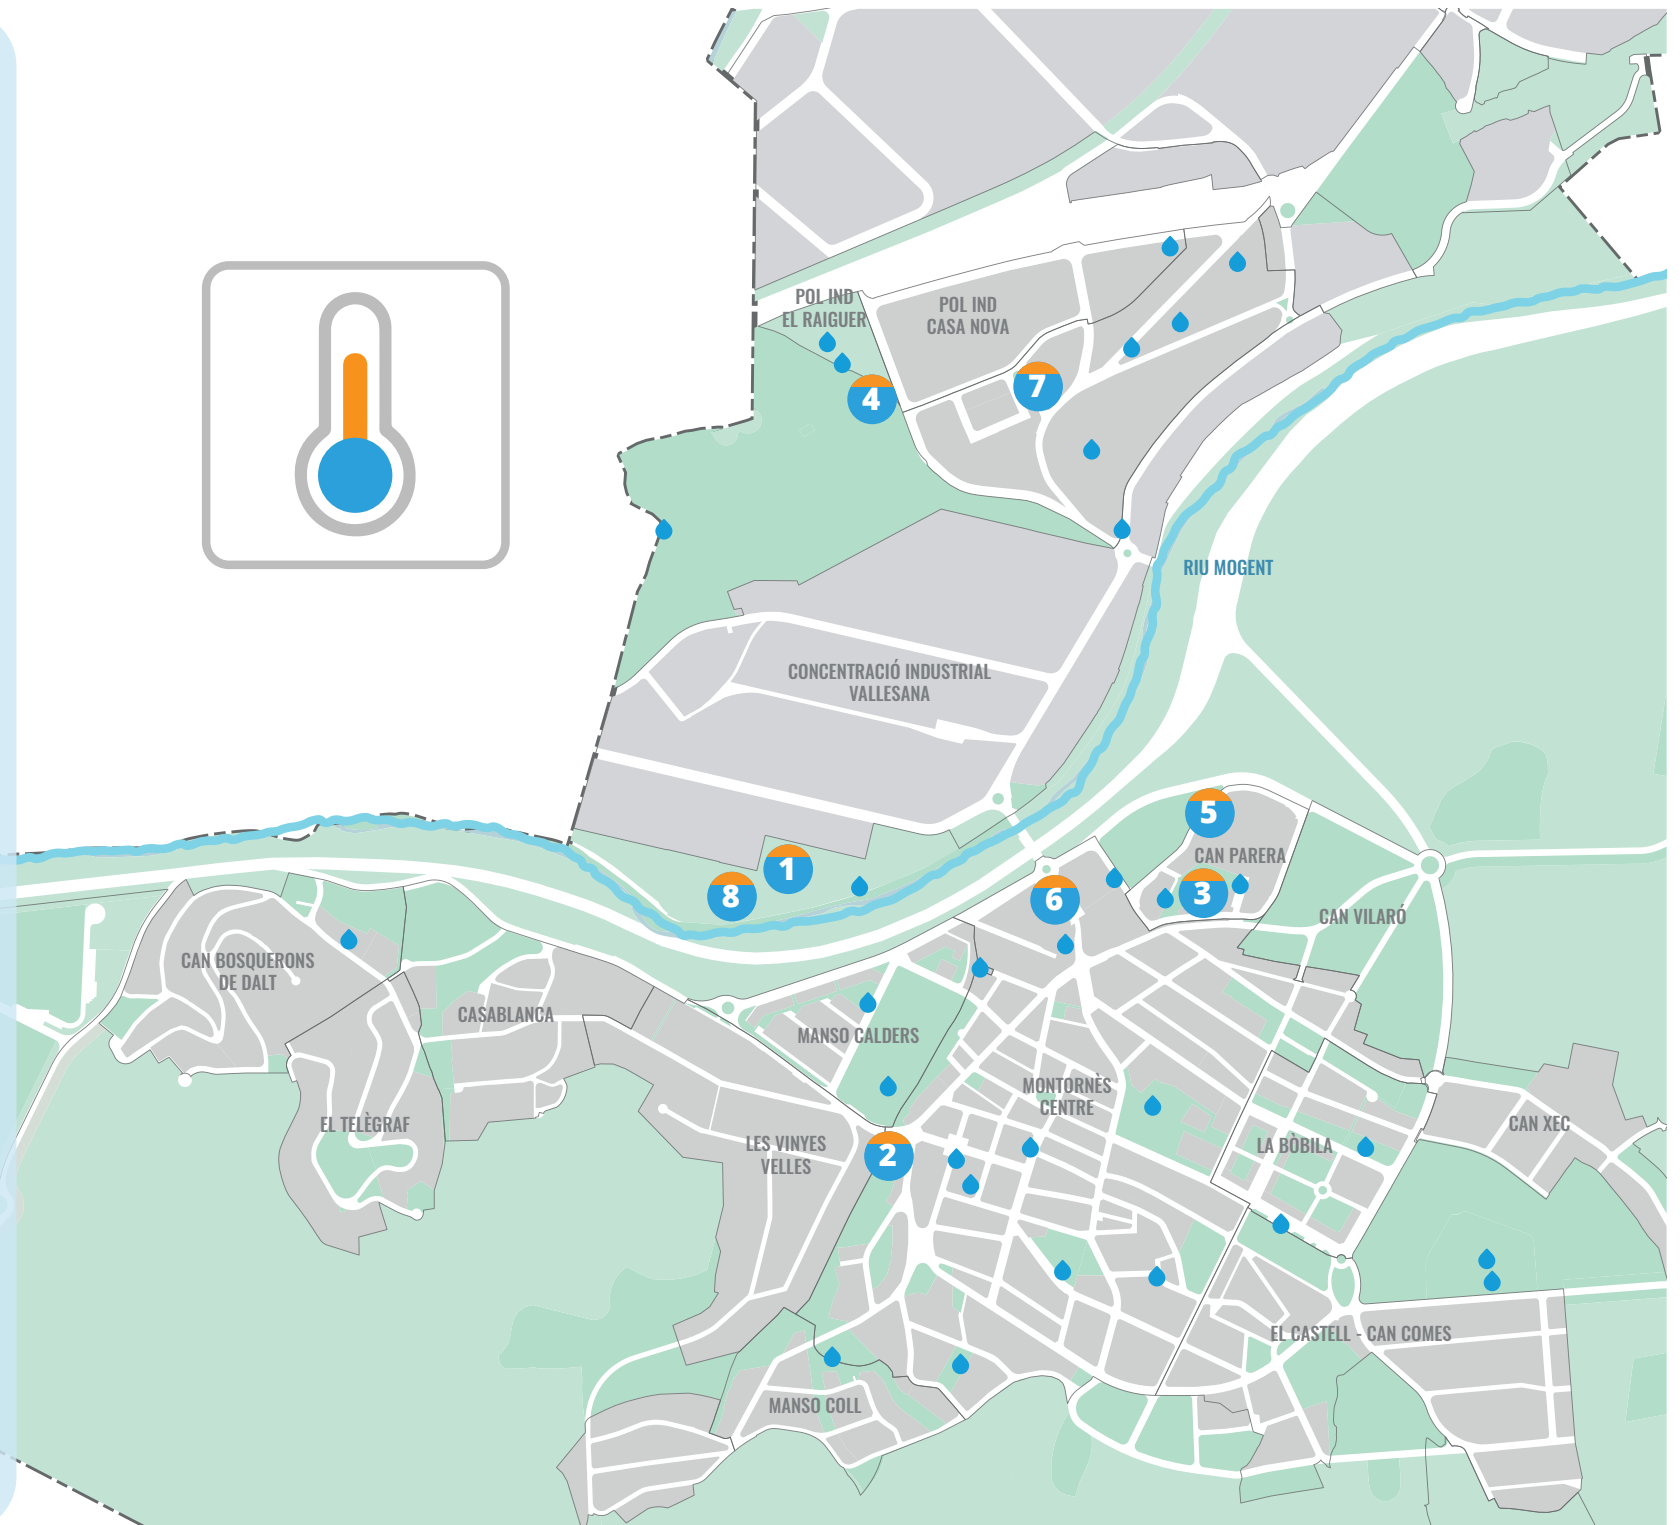 POL IND
EL RAIGUER
POL IND
CASA NOVA
4
7
RIU MOGENT
CONCENTRACIÓ INDUSTRIAL
VALLESANA
5
CAN PARERA
1
8
6
3
CAN VILARÓ
CAN BOSQUERONS
DE DALT
CASABLANCA
MANSO CALDERS
MONTORNÈS
CENTRE
EL TELÈGRAF
LES VINYES
VELLES
2
LA BÒBILA
CAN XEC
EL CASTELL - CAN COMES
MANSO COLL